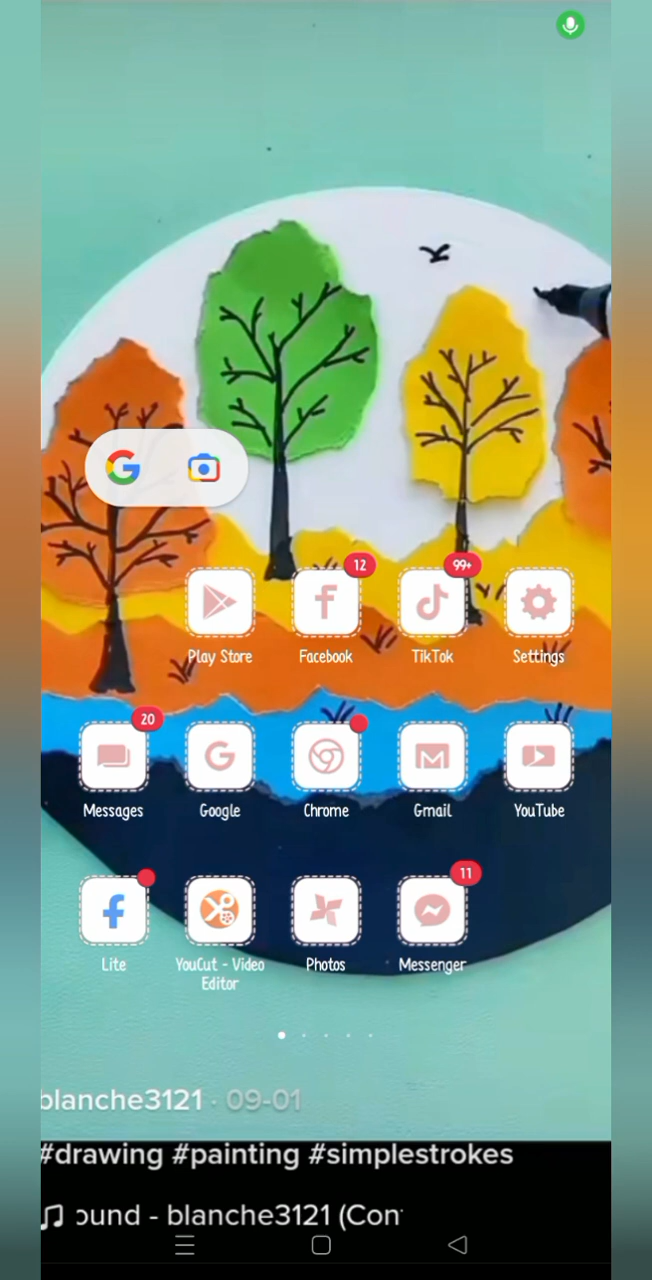 12
99+
Play Store
Facebook
TikTok
Settings
20
Messages
Google
Chrome
Gmail
YouTube
11
Lite
YouCut - Video
Editor
Photos
Messenger
blanche3121 · 09-01
#drawing #painting #simplestrokes
ound - blanche3121 (Con